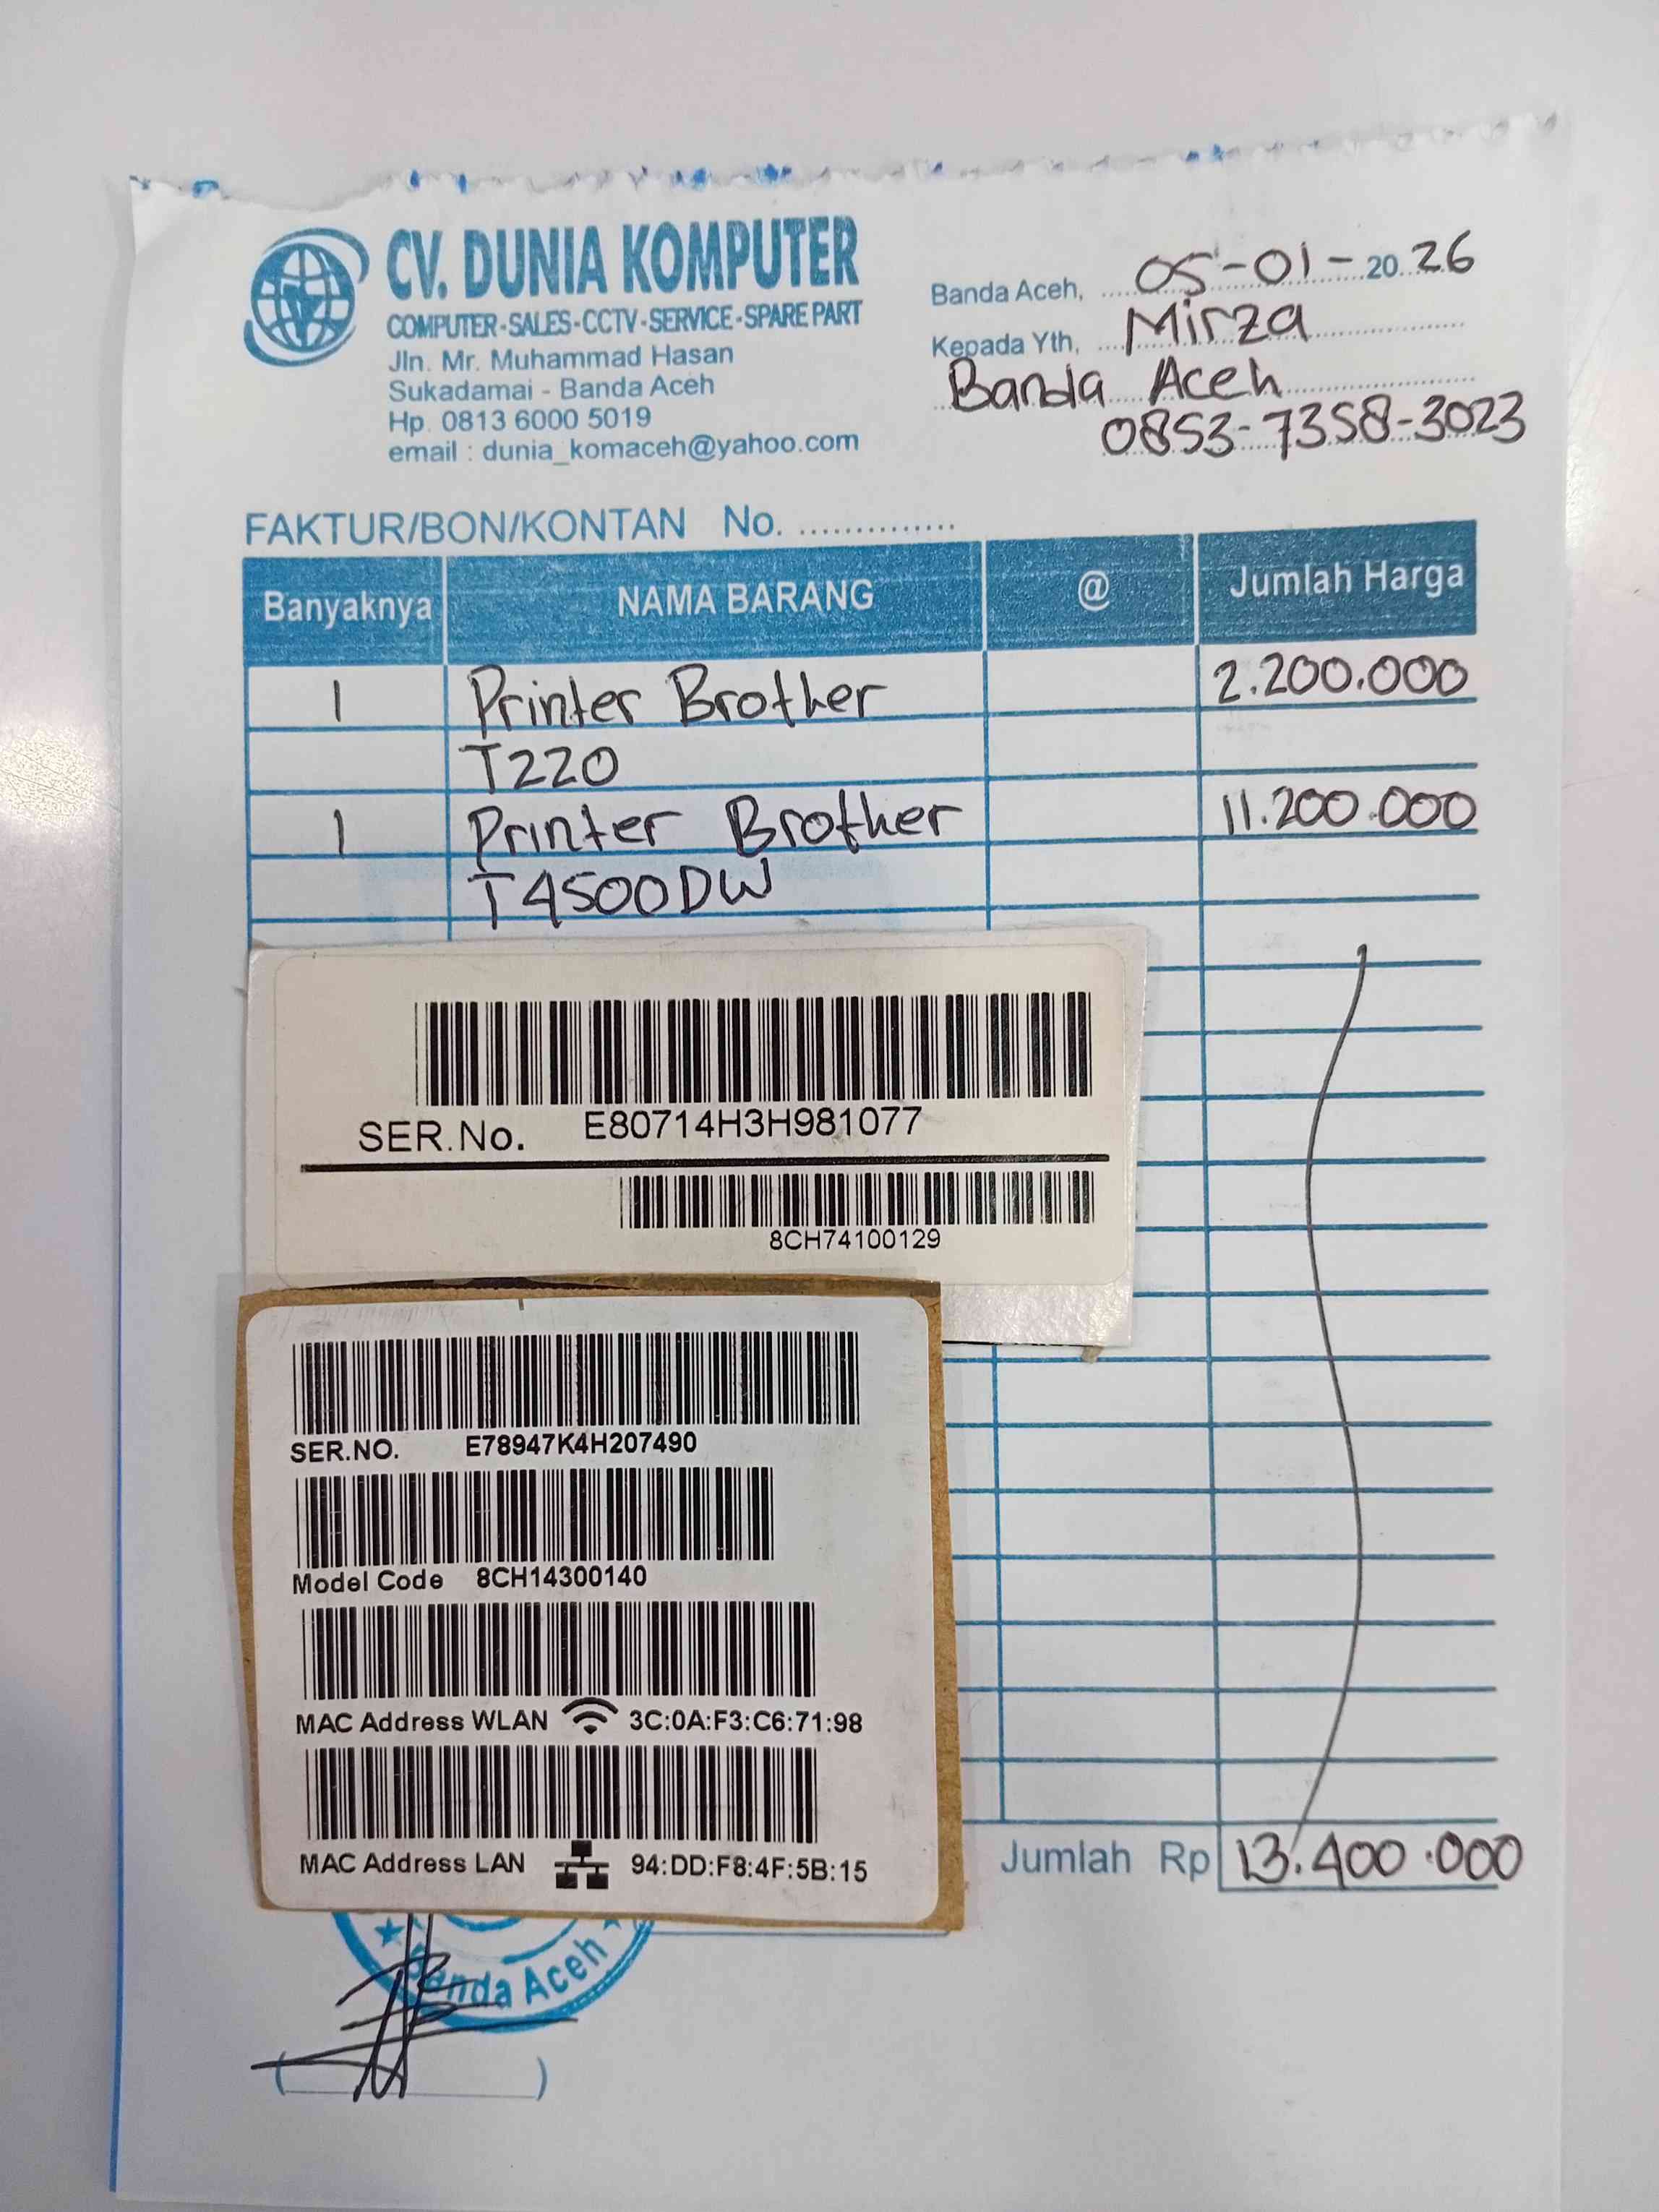 CV. DUNIA KOMPUTER
COMPUTER-SALES-CCTV-SERVICE-SPARE PART
Jln. Mr. Muhammad Hasan
Sukadamai - Banda Aceh
Hp. 0813 6000 5019
email : dunia_komaceh@yahoo.com
Banda Aceh, 05-01-2026
Kepada Yth, Mirza
Banda Aceh
0853-7358-3023
FAKTUR/BON/KONTAN No. ..............
Banyaknya NAMA BARANG @ Jumlah Harga
1 Printer Brother 2.200.000
T220
1 Printer Brother 11.200.000
T4500DW
SER.No. E80714H3H981077
8CH74100129
SER.NO. E78947K4H207490
Model Code 8CH14300140
MAC Address WLAN 3C:0A:F3:C6:71:98
MAC Address LAN 94:DD:F8:4F:5B:15
Jumlah Rp 13.400.000
Banda Aceh